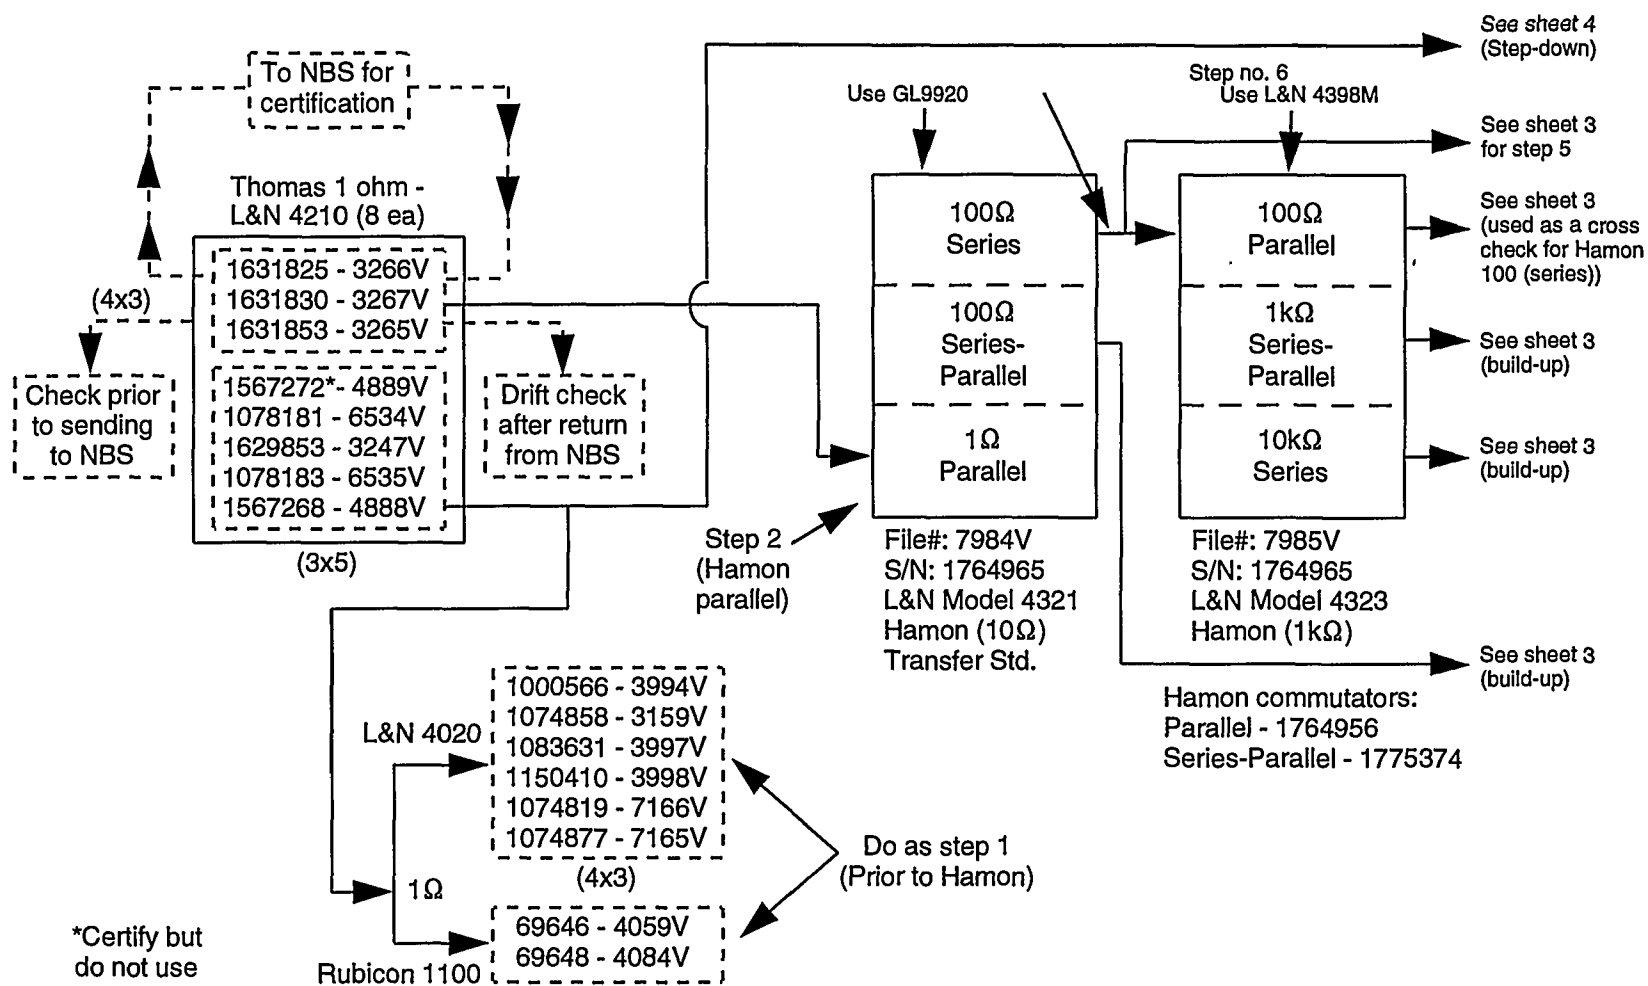 See sheet 4
(Step-down)
To NBS for
certification
Step no. 6
Use GL9920
Use L&N 4398M
See sheet 3
for step 5
Thomas 1 ohm -
L&N 4210 (8 ea)
100Ω
Series
100Ω
Parallel
See sheet 3
(used as a cross
check for Hamon
100 (series))
1631825 - 3266V
1631830 - 3267V
1631853 - 3265V
(4x3)
100Ω
Series-
Parallel
1kΩ
Series-
Parallel
See sheet 3
(build-up)
Check prior
to sending
to NBS
1567272*- 4889V
1078181 - 6534V
1629853 - 3247V
1078183 - 6535V
1567268 - 4888V
Drift check
after return
from NBS
1Ω
Parallel
10kΩ
Series
See sheet 3
(build-up)
(3x5)
Step 2
(Hamon
parallel)
File#: 7984V
S/N: 1764965
L&N Model 4321
Hamon (10Ω)
Transfer Std.
File#: 7985V
S/N: 1764965
L&N Model 4323
Hamon (1kΩ)
See sheet 3
(build-up)
Hamon commutators:
Parallel - 1764956
Series-Parallel - 1775374
L&N 4020
1000566 - 3994V
1074858 - 3159V
1083631 - 3997V
1150410 - 3998V
1074819 - 7166V
1074877 - 7165V
(4x3)
Do as step 1
(Prior to Hamon)
1Ω
69646 - 4059V
69648 - 4084V
Rubicon 1100
*Certify but
do not use